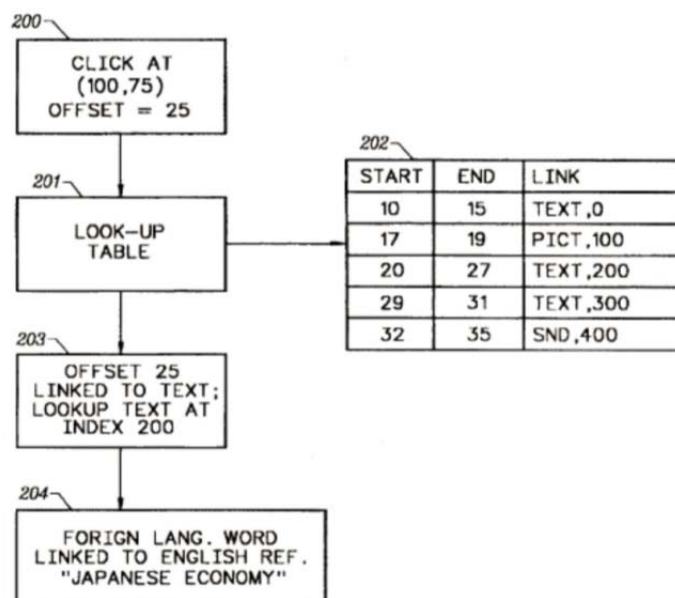 200
CLICK AT
(100,75)
OFFSET = 25
201
LOOK-UP
TABLE
202
START END LINK
10 15 TEXT,0
17 19 PICT,100
20 27 TEXT,200
29 31 TEXT,300
32 35 SND,400
203
OFFSET 25
LINKED TO TEXT;
LOOKUP TEXT AT
INDEX 200
204
FORIGN LANG. WORD
LINKED TO ENGLISH REF.
"JAPANESE ECONOMY"